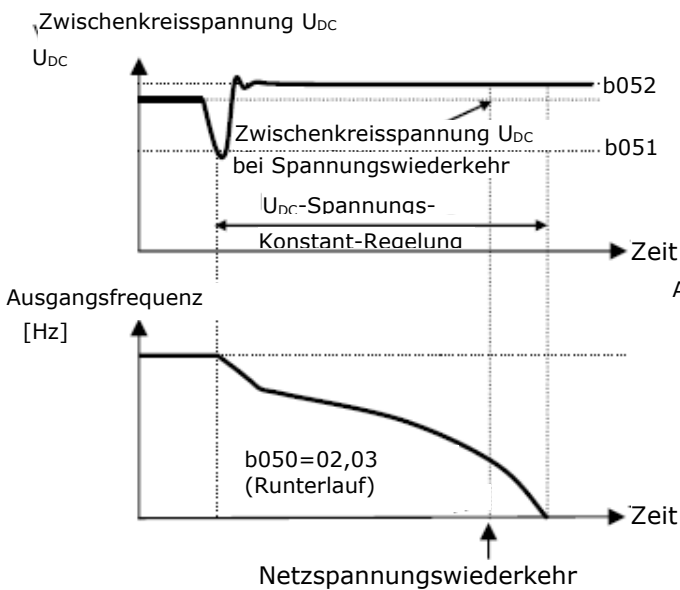 Zwischenkreisspannung UDC
UDC
b052
Zwischenkreisspannung UDC
bei Spannungswiederkehr
b051
UDC-Spannungs-
Konstant-Regelung
Zeit
Ausgangsfrequenz
[Hz]
A
b050=02,03
(Runterlauf)
Zeit
Netzspannungswiederkehr